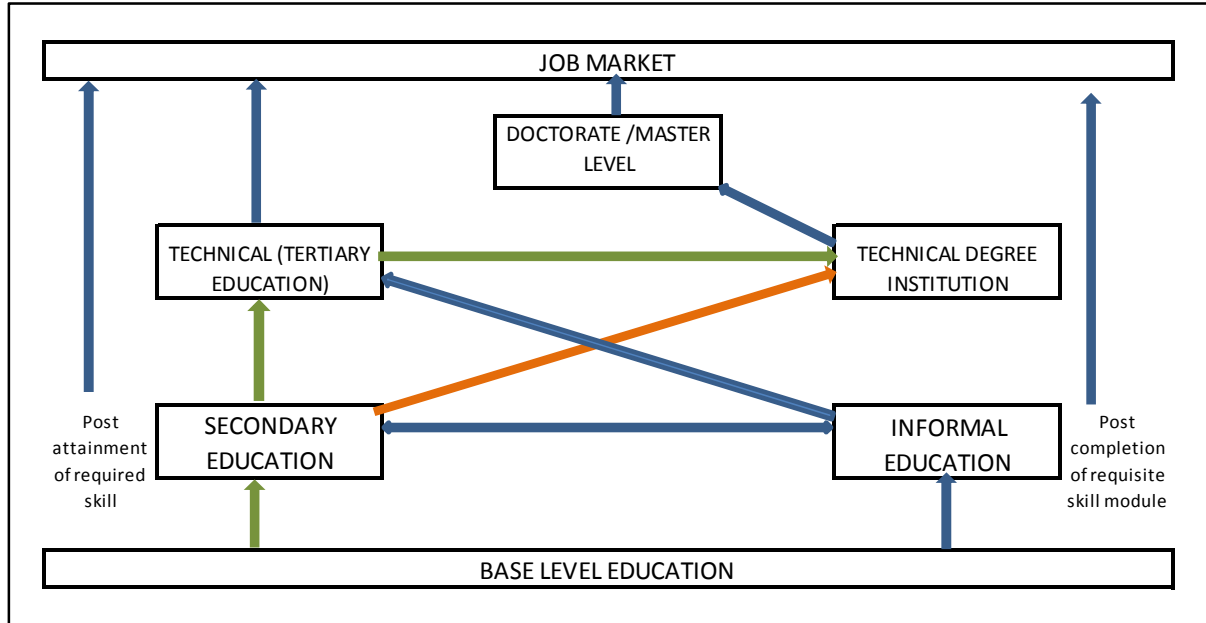 JOB MARKET
DOCTORATE /MASTER
LEVEL
TECHNICAL (TERTIARY
EDUCATION)
TECHNICAL DEGREE
INSTITUTION
Post
attainment
of required
skill
SECONDARY
EDUCATION
INFORMAL
EDUCATION
Post
completion
of requisite
skill module
BASE LEVEL EDUCATION